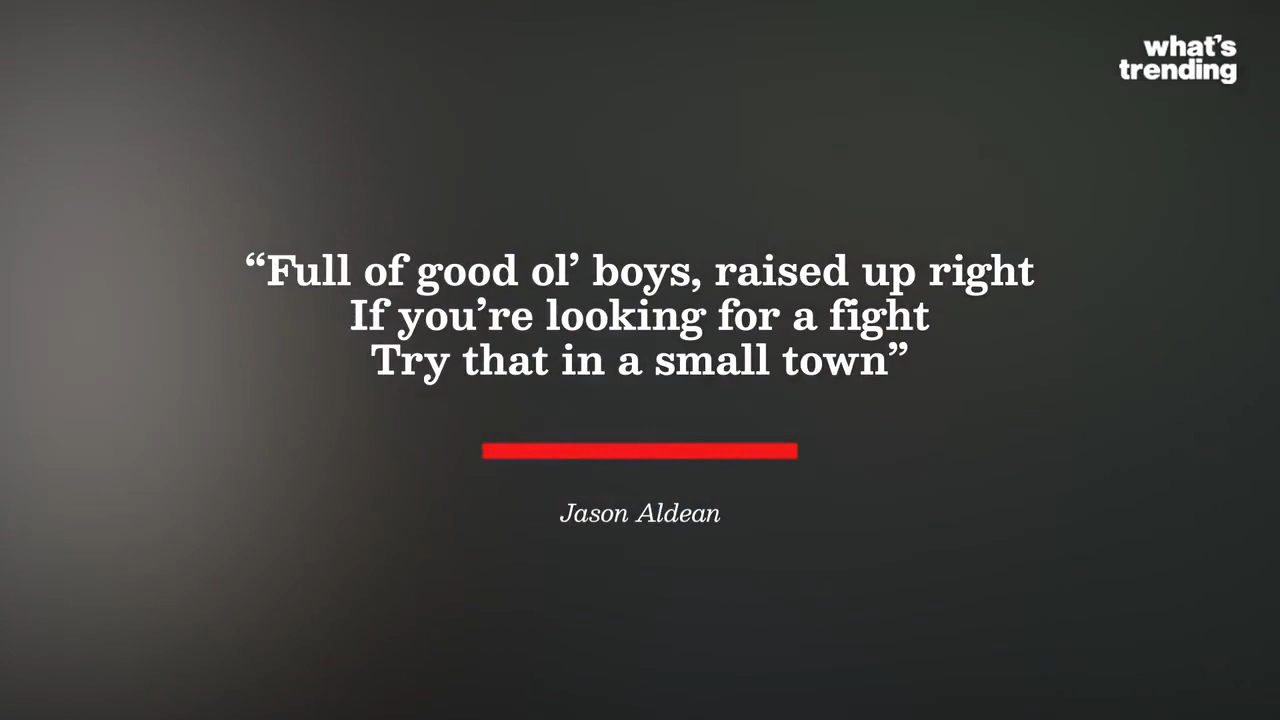 what's
trending
“Full of good ol’ boys, raised up right
If you’re looking for a fight
Try that in a small town”
Jason Aldean